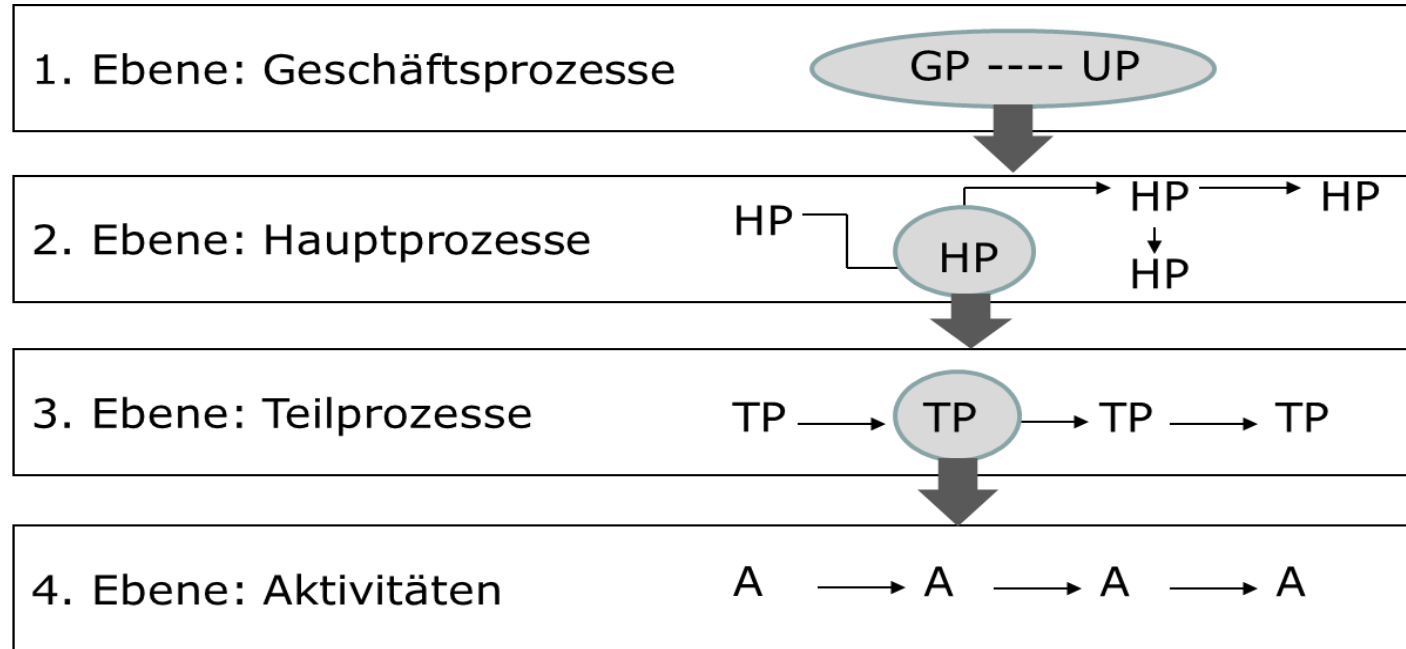 1. Ebene: Geschäftsprozesse
GP ---- UP
2. Ebene: Hauptprozesse
HP
HP
HP
HP
HP
3. Ebene: Teilprozesse
TP TP TP TP
4. Ebene: Aktivitäten
A A A A